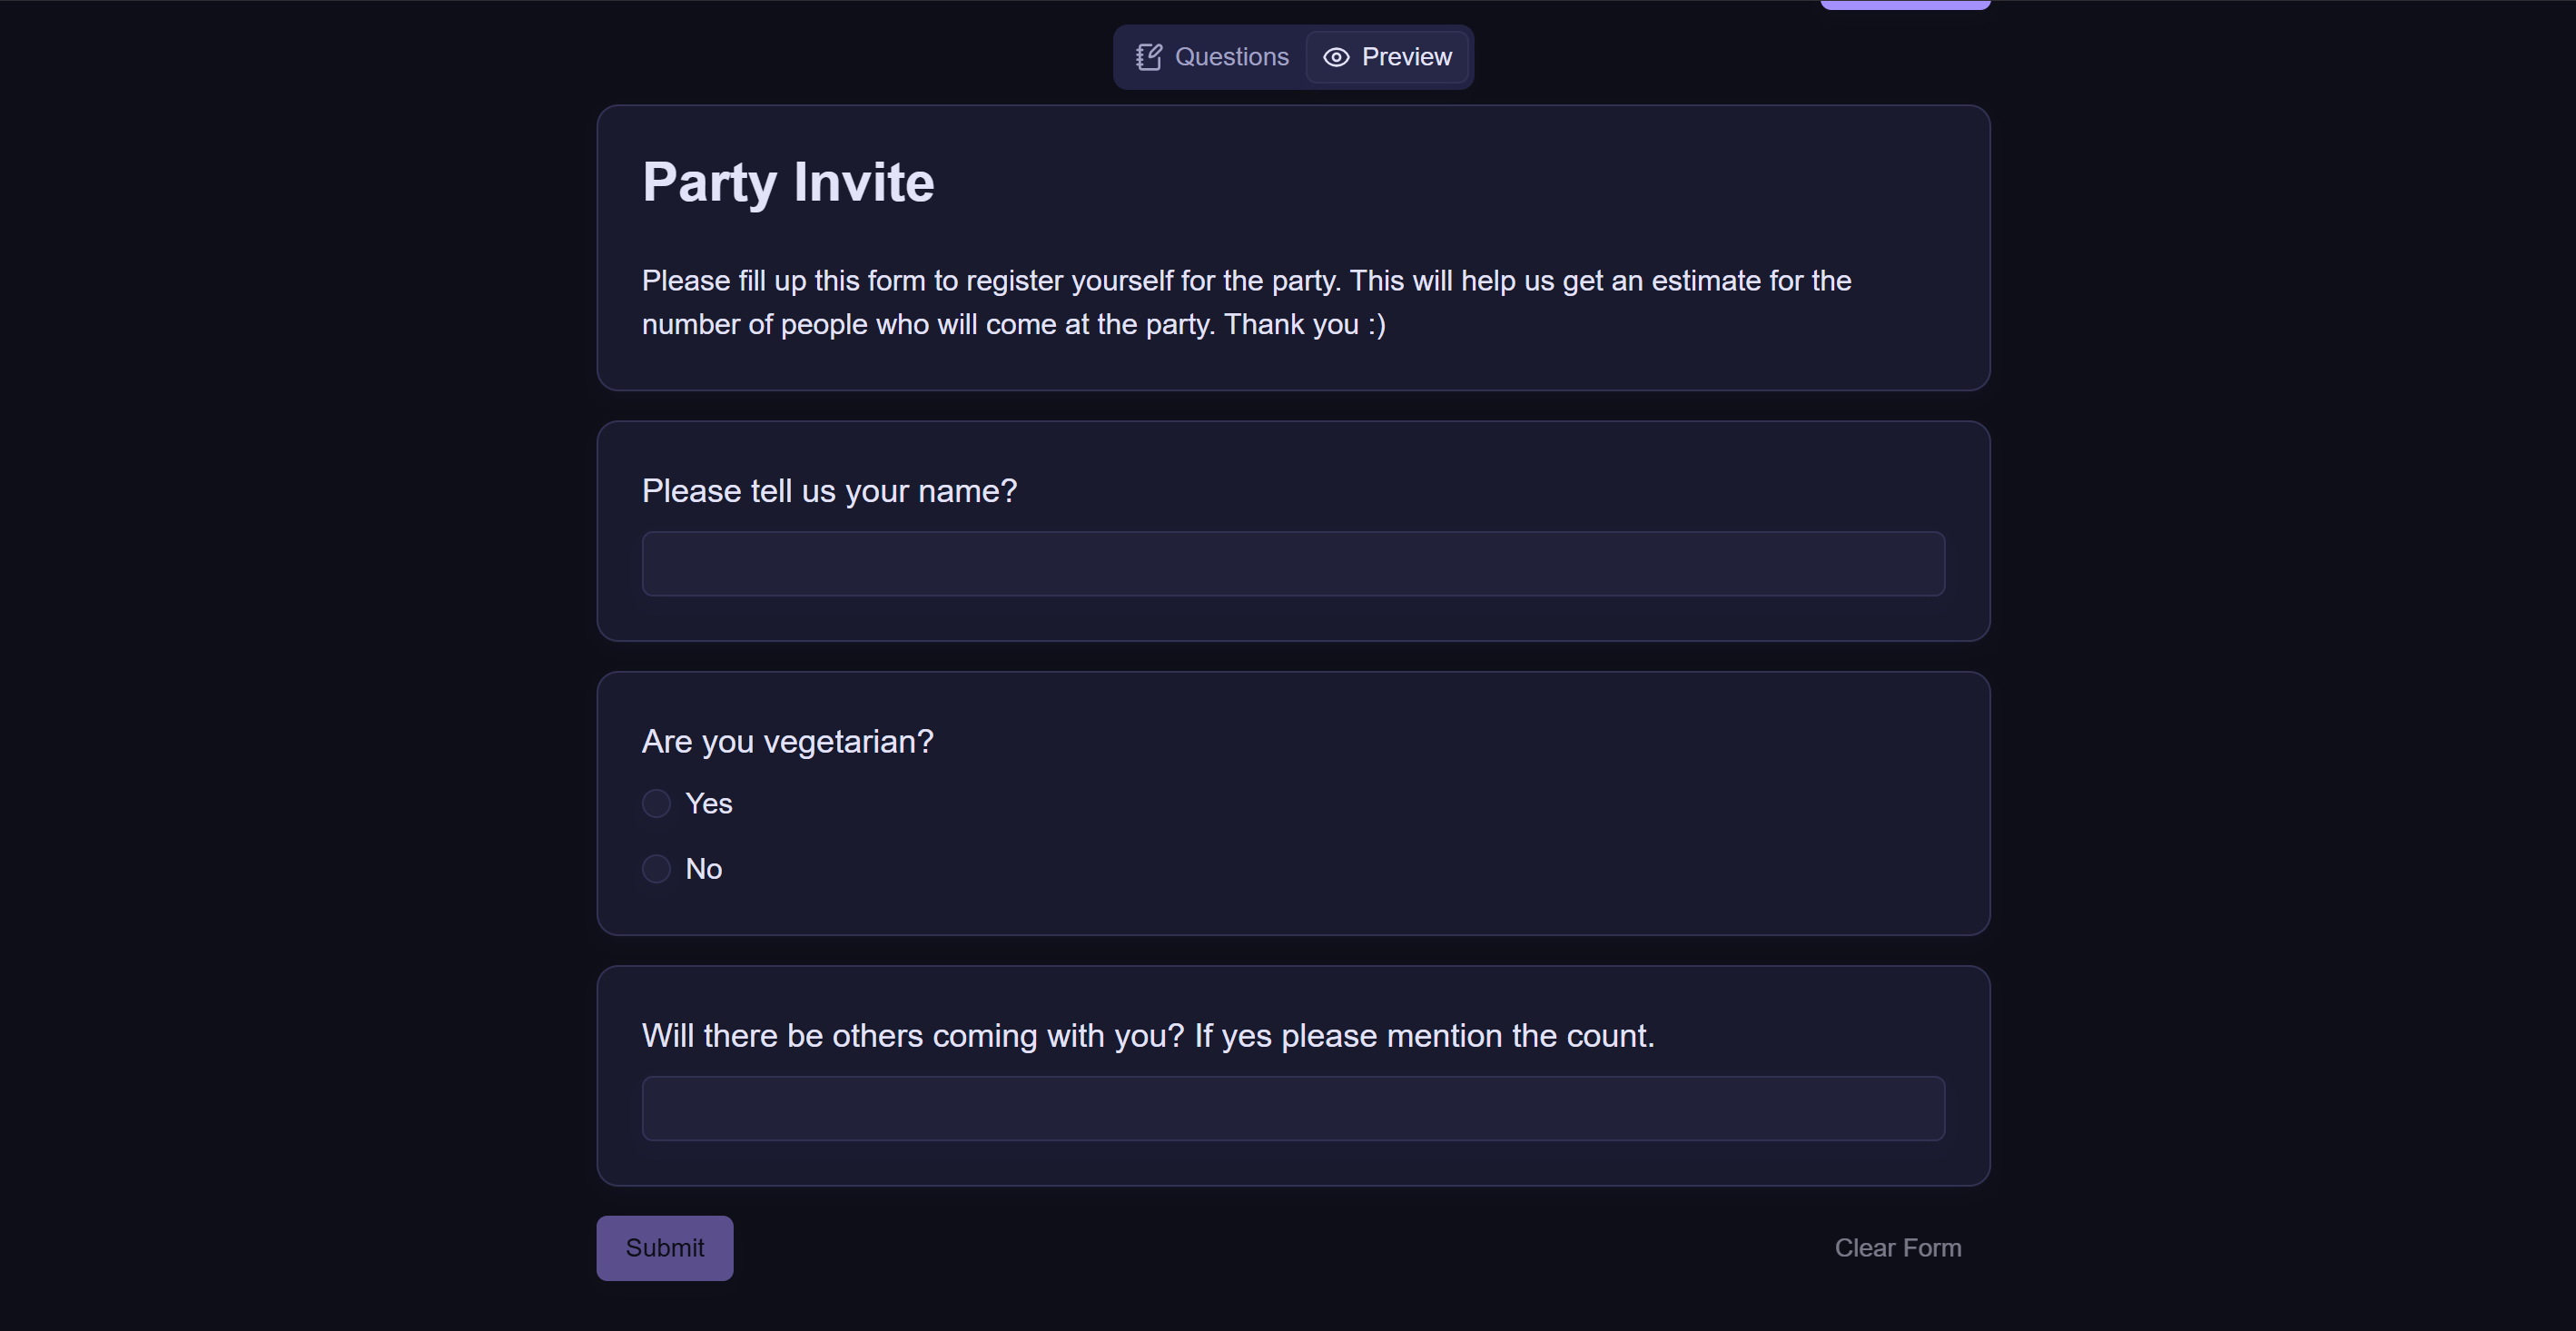 Questions
Preview
Party Invite
Please fill up this form to register yourself for the party. This will help us get an estimate for the
number of people who will come at the party. Thank you :)
Please tell us your name?
Are you vegetarian?
Yes
No
Will there be others coming with you? If yes please mention the count.
Submit
Clear Form